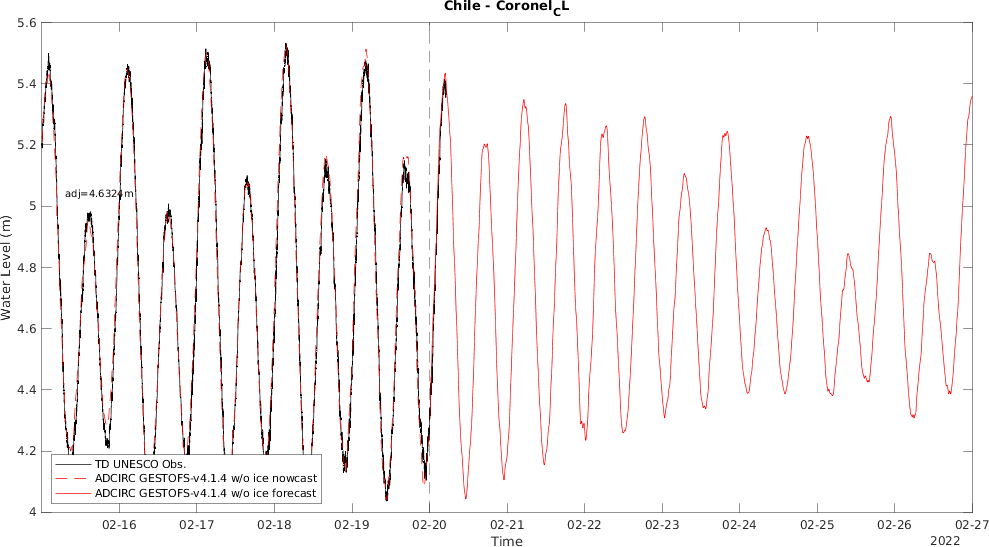 Chile - Coronel_CL
5.6
5.4
5.2
5
4.8
4.6
4.4
4.2
4
Water Level (m)
adj=4.6324m
TD UNESCO Obs.
ADCIRC GESTOFS-v4.1.4 w/o ice nowcast
ADCIRC GESTOFS-v4.1.4 w/o ice forecast
02-16 02-17 02-18 02-19 02-20 02-21 02-22 02-23 02-24 02-25 02-26 02-27
Time
2022